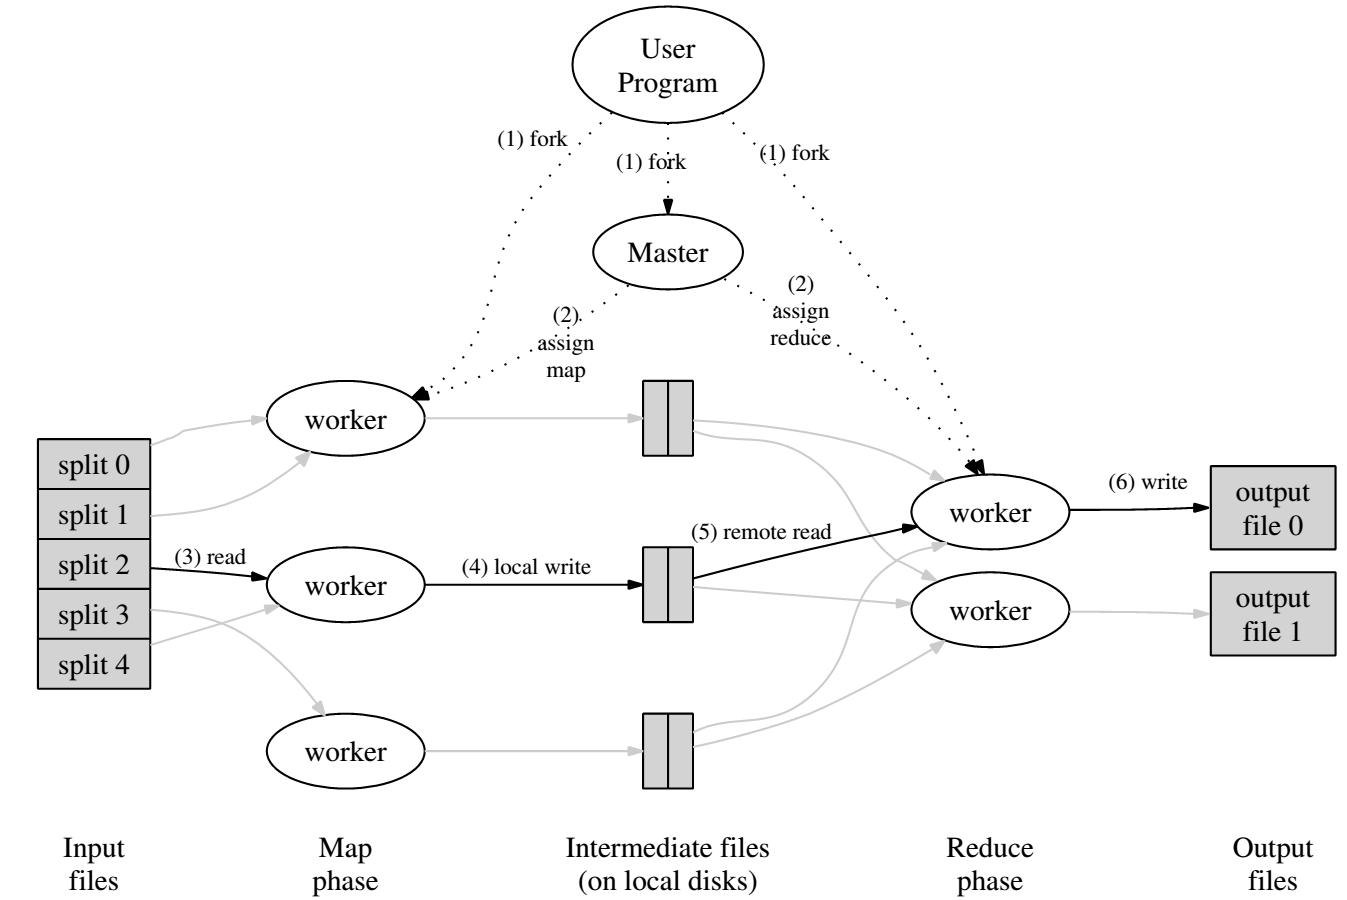 User
Program
(1) fork
(1) fork
(1) fork
Master
(2)
assign
map
(2)
assign
reduce
split 0
split 1
split 2
split 3
split 4
(3) read
worker
worker
worker
(4) local write
(5) remote read
worker
worker
(6) write
output
file 0
output
file 1
Input
files
Map
phase
Intermediate files
(on local disks)
Reduce
phase
Output
files